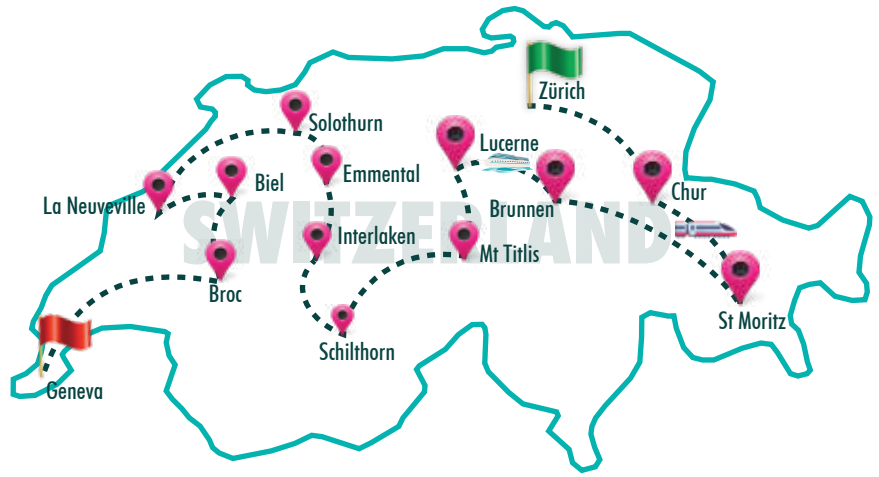 Zürich
Solothurn
Lucerne
Emmental
Biel
Chur
La Neuveville
Brunnen
SWITZERLAND
Interlaken
Mt Titlis
Broc
St Moritz
Schilthorn
Geneva